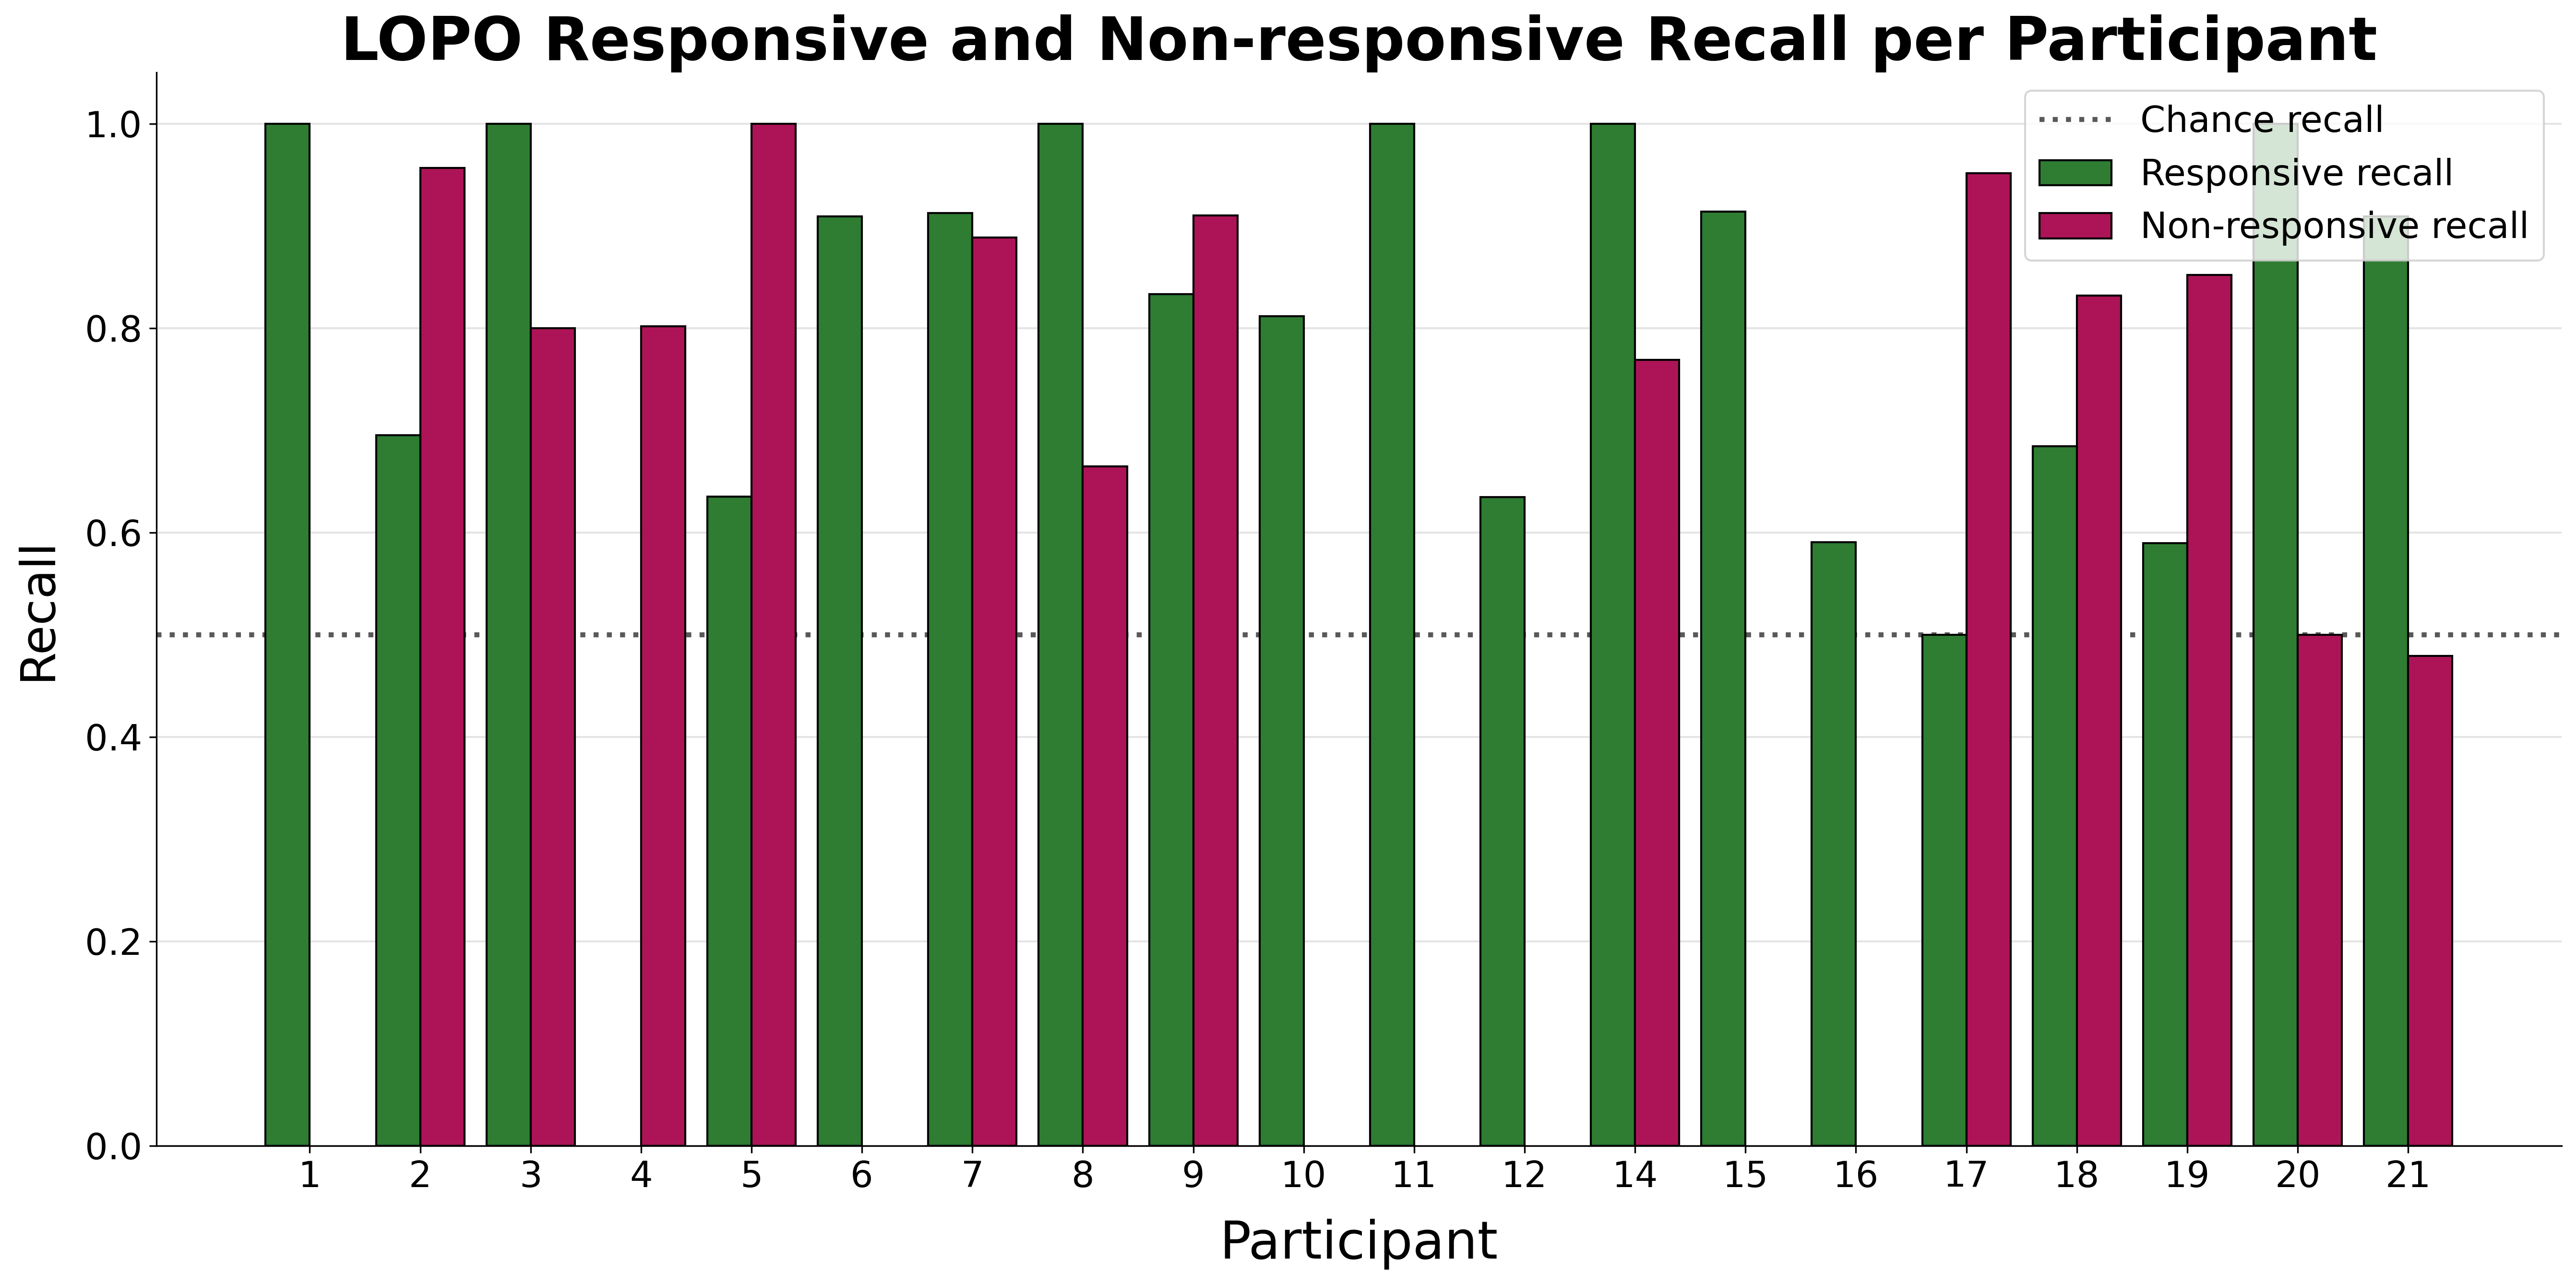 LOPO Responsive and Non-responsive Recall per Participant
Chance recall
Responsive recall
Non-responsive recall
1.0
0.8
0.6
0.4
0.2
0.0
Recall
1 2 3 4 5 6 7 8 9 10 11 12 14 15 16 17 18 19 20 21
Participant